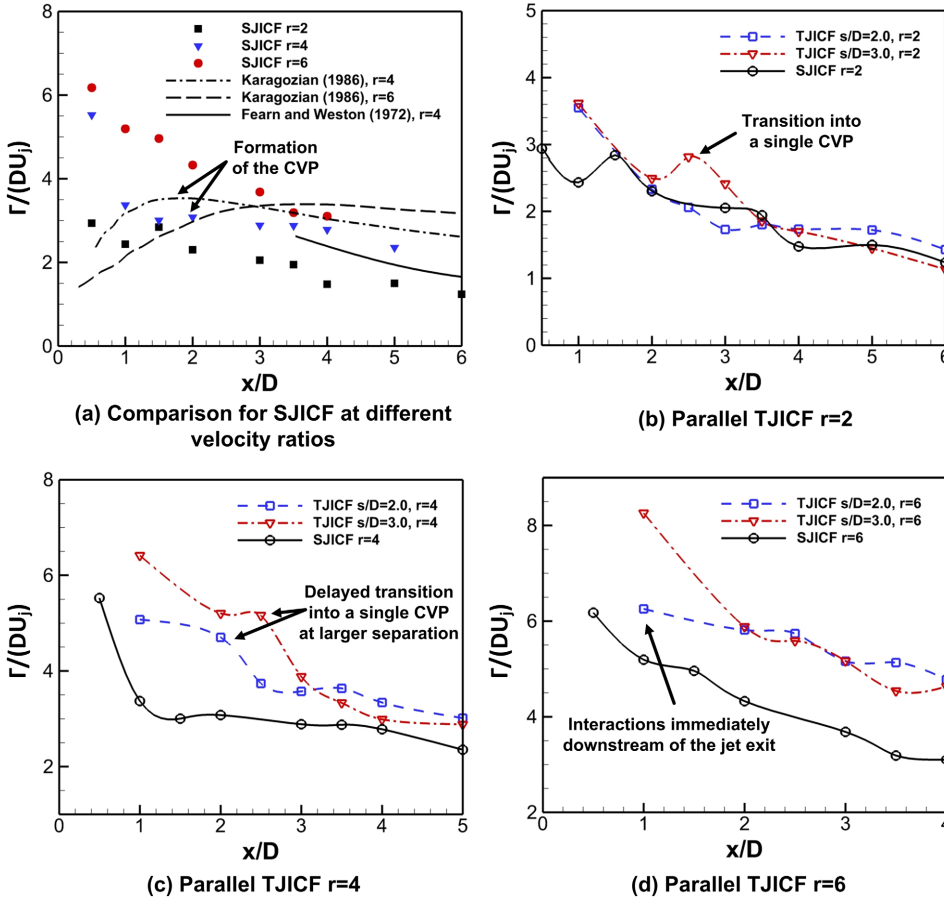 SJICF r=2
SJICF r=4
SJICF r=6
Karagozian (1986), r=4
Karagozian (1986), r=6
Fearn and Weston (1972), r=4
Formation
of the CVP
Γ/(DUj)
8
6
4
2
0
0 1 2 3 4 5 6
x/D
(a) Comparison for SJICF at different
velocity ratios
TJICF s/D=2.0, r=2
TJICF s/D=3.0, r=2
SJICF r=2
Transition into
a single CVP
Γ/(DUj)
5
4
3
2
1
0
1 2 3 4 5 6
x/D
(b) Parallel TJICF r=2
TJICF s/D=2.0, r=4
TJICF s/D=3.0, r=4
SJICF r=4
Delayed transition
into a single CVP
at larger separation
Γ/(DUj)
8
6
4
2
0 1 2 3 4 5
x/D
(c) Parallel TJICF r=4
TJICF s/D=2.0, r=6
TJICF s/D=3.0, r=6
SJICF r=6
Interactions immediately
downstream of the jet exit
Γ/(DUj)
8
6
4
2
0 1 2 3 4
x/D
(d) Parallel TJICF r=6